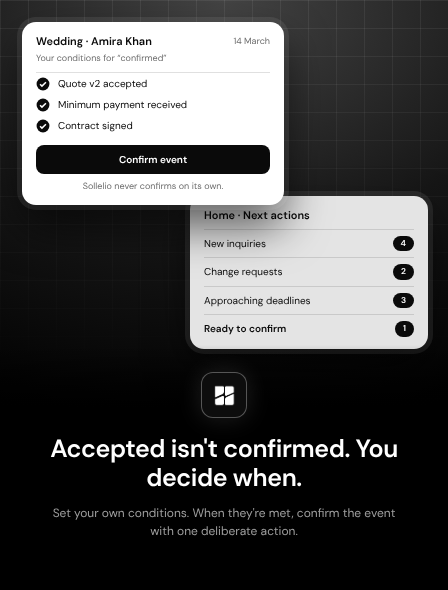 Wedding · Amira Khan
14 March
Your conditions for “confirmed”
Quote v2 accepted
Minimum payment received
Contract signed
Confirm event
Sollelio never confirms on its own.
Home · Next actions
New inquiries
4
Change requests
2
Approaching deadlines
3
Ready to confirm
1
Accepted isn't confirmed. You
decide when.
Set your own conditions. When they're met, confirm the event
with one deliberate action.